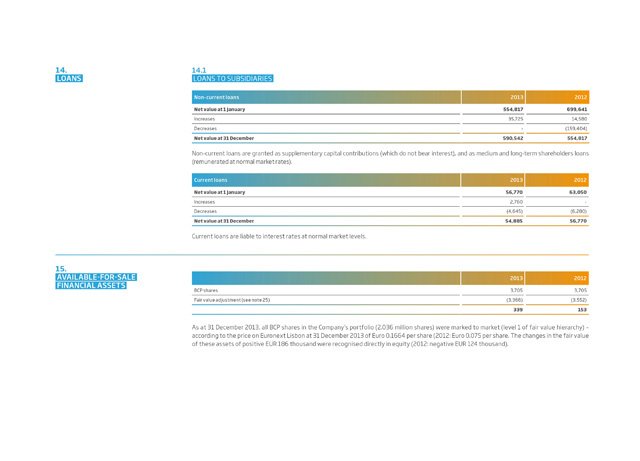 14.
LOANS
14.1
LOANS TO SUBSIDIARIES
Non-current loans 2013 2012
Net value at 1 January 554,817 699,641
Increases 35,725 14,580
Decreases - (159,404)
Net value at 31 December 590,542 554,817
Non-current loans are granted as supplementary capital contributions (which do not bear interest), and as medium and long-term shareholders loans
(remunerated at normal market rates).
Current loans 2013 2012
Net value at 1 January 56,770 63,050
Increases 2,760 -
Decreases (4,645) (6,280)
Net value at 31 December 54,885 56,770
Current loans are liable to interest rates at normal market levels.
15.
AVAILABLE-FOR-SALE
FINANCIAL ASSETS
2013 2012
BCP shares 3,705 3,705
Fair value adjustment (see note 25) (3,366) (3,552)
339 153
As at 31 December 2013, all BCP shares in the Company's portfolio (2.036 million shares) were marked to market (level 1 of fair value hierarchy) –
according to the price on Euronext Lisbon at 31 December 2013 of Euro 0.1664 per share (2012: Euro 0.075 per share. The changes in the fair value
of these assets of positive EUR 186 thousand were recognised directly in equity (2012: negative EUR 124 thousand).